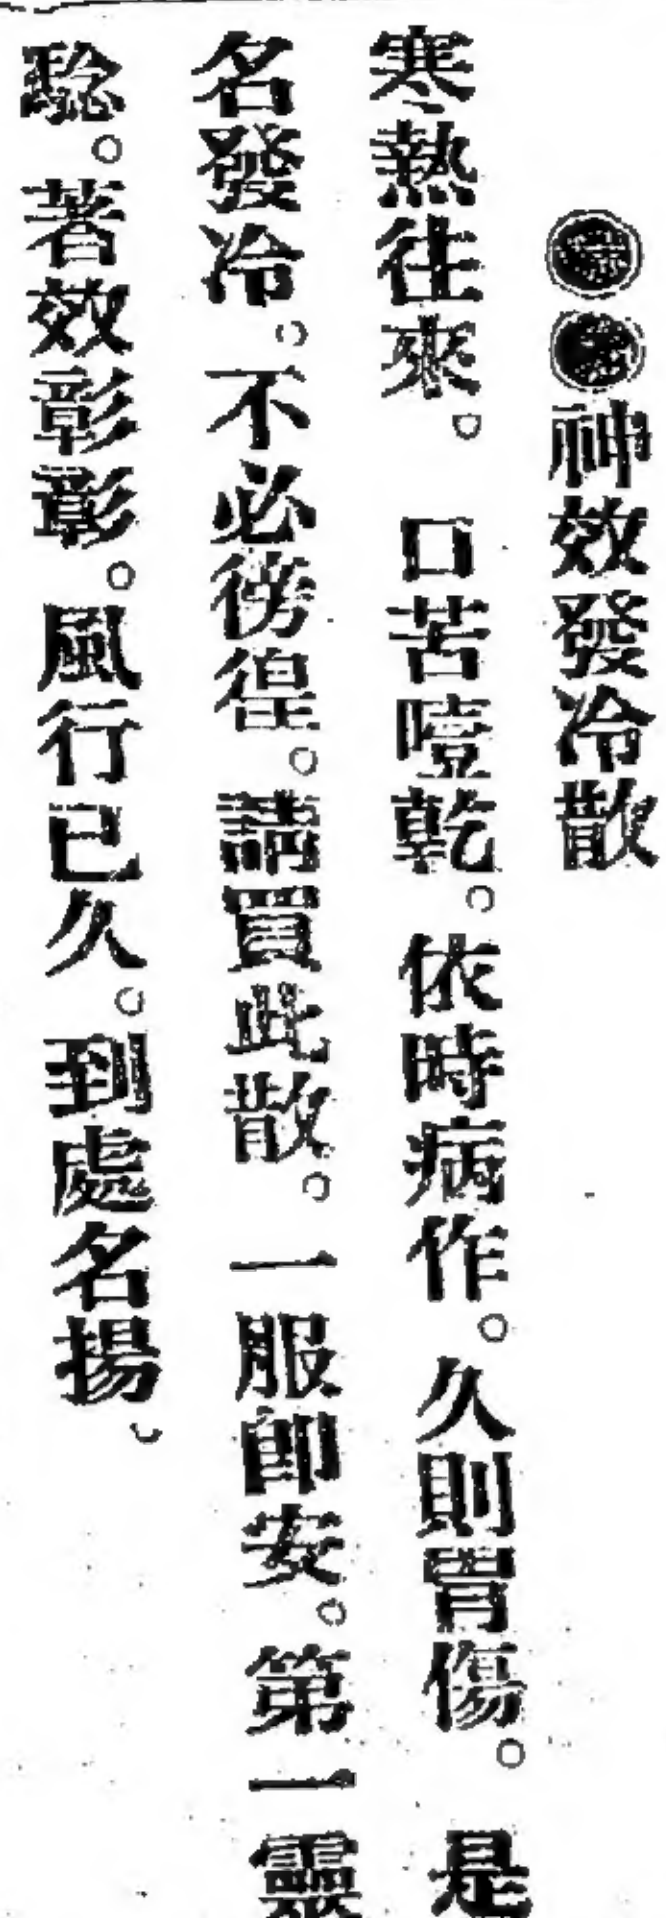 神效發冷散
寒熱往來。口苦噎乾。依時病作。久則胃傷。是
名發冷。不必徬徨。請買此散。一服即安。第一靈
驗。著效彰彰。風行已久。到處名揚。